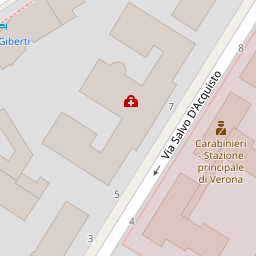 Giberti
8
7
Via Salvo D'Acquisto
Carabinieri
- Stazione
principale
di Verona
5
4
3